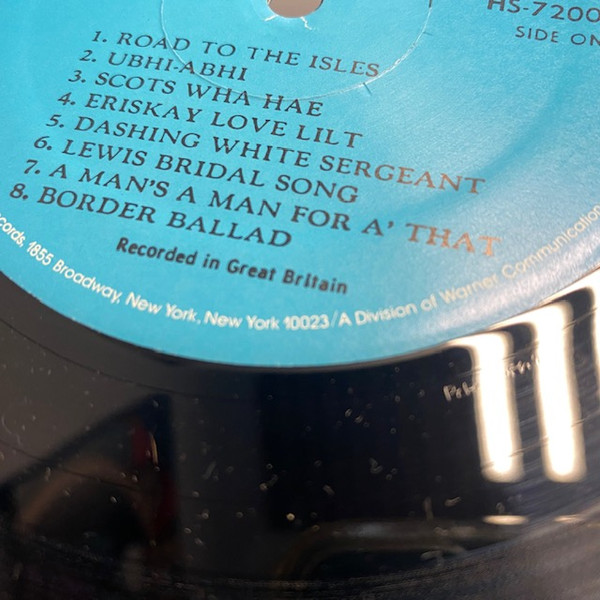 HS-7200
SIDE ON
1. ROAD TO THE ISLES
2. UBHI-ABHI
3. SCOTS WHA HAE
4. ERISKAY LOVE LILT
5. DASHING WHITE SERGEANT
6. LEWIS BRIDAL SONG
7. A MAN'S A MAN FOR A' THAT
8. BORDER BALLAD
Recorded in Great Britain
cords, 1855 Broadway, New York, New York 10023/A Division of Warner Communication